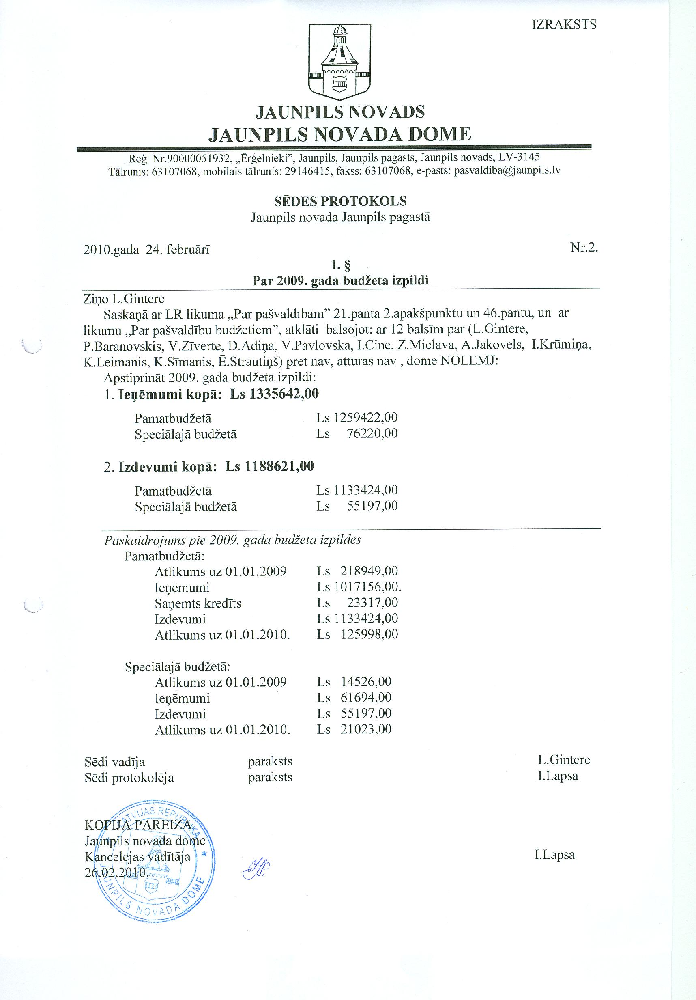 IZRAKSTS
JAUNPILS NOVADS
JAUNPILS NOVADA DOME
Reģ. Nr.90000051932, „Ērģelnieki”, Jaunpils, Jaunpils pagasts, Jaunpils novads, LV-3145
Tālrunis: 63107068, mobilais tālrunis: 29146415, fakss: 63107068, e-pasts: pasvaldiba@jaunpils.lv
SĒDES PROTOKOLS
Jaunpils novada Jaunpils pagastā
2010.gada 24. februārī Nr.2.
1. §
Par 2009. gada budžeta izpildi
Ziņo L.Gintere
Saskaņā ar LR likuma „Par pašvaldībām” 21.panta 2.apakšpunktu un 46.pantu, un ar
likumu „Par pašvaldību budžetiem”, atklāti balsojot: ar 12 balsīm par (L.Gintere,
P.Baranovskis, V.Zīverte, D.Adiņa, V.Pavlovska, I.Cine, Z.Mielava, A.Jakovels, I.Krūmiņa,
K.Leimanis, K.Sīmanis, Ē.Strautiņš) pret nav, atturas nav , dome NOLEMJ:
Apstiprināt 2009. gada budžeta izpildi:
1. Ieņēmumi kopā: Ls 1335642,00
Pamatbudžetā Ls 1259422,00
Speciālajā budžetā Ls 76220,00
2. Izdevumi kopā: Ls 1188621,00
Pamatbudžetā Ls 1133424,00
Speciālajā budžetā Ls 55197,00
Paskaidrojums pie 2009. gada budžeta izpildes
Pamatbudžetā:
Atlikums uz 01.01.2009 Ls 218949,00
Ieņēmumi Ls 1017156,00.
Saņemts kredīts Ls 23317,00
Izdevumi Ls 1133424,00
Atlikums uz 01.01.2010. Ls 125998,00
Speciālajā budžetā:
Atlikums uz 01.01.2009 Ls 14526,00
Ieņēmumi Ls 61694,00
Izdevumi Ls 55197,00
Atlikums uz 01.01.2010. Ls 21023,00
Sēdi vadīja paraksts L.Gintere
Sēdi protokolēja paraksts I.Lapsa
KOPIJA PAREIZA
Jaunpils novada dome
Kancelejas vadītāja I.Lapsa
26.02.2010.
LATVIJAS REPUBLIKA
* JAUNPILS NOVADA DOME *